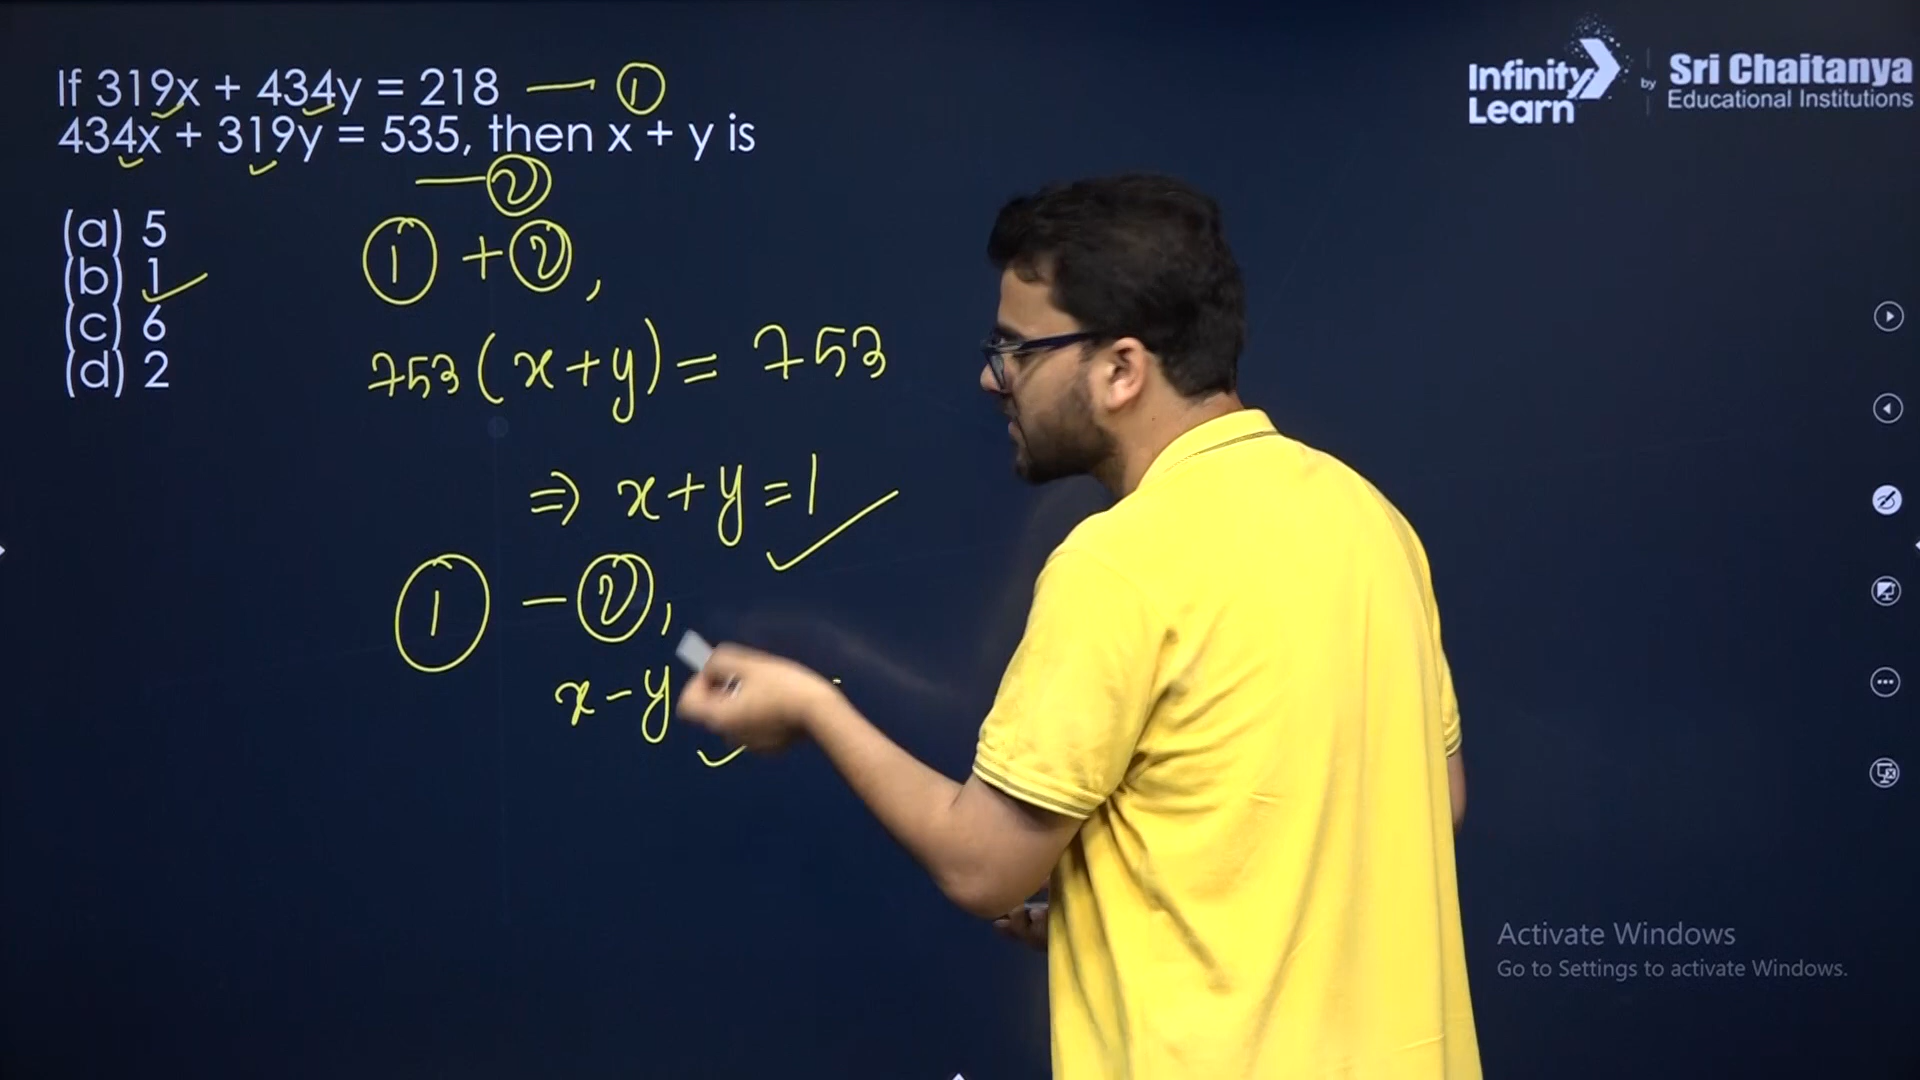 If 319x + 434y = 218 — ①
434x + 319y = 535, then x + y is
— ②
(a) 5
(b) 1
(c) 6
(d) 2
① + ②,
753(x+y) = 753
⇒ x+y=1
① - ②,
x-y
Infinity Learn
by
Sri Chaitanya
Educational Institutions
Activate Windows
Go to Settings to activate Windows.